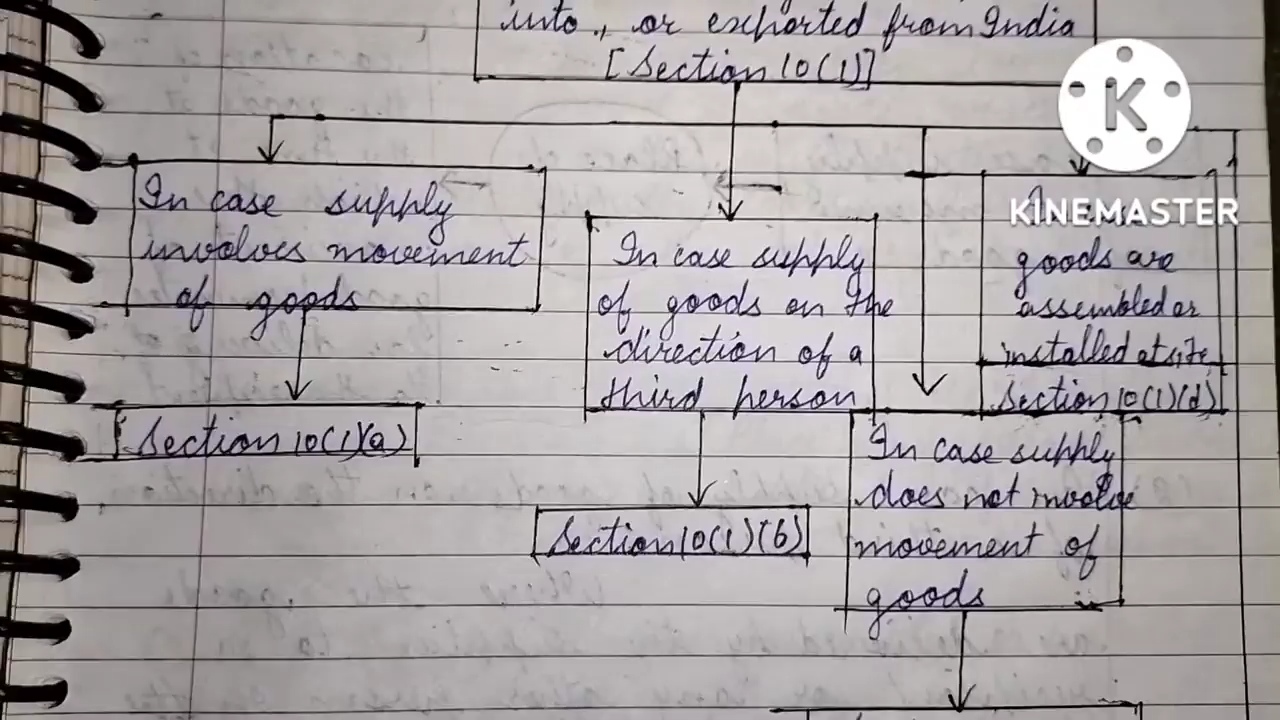 into, or exported from India
[Section 10(1)]
In case supply
involves movement
of goods
Section 10(1)(a)
In case supply
of goods on the
direction of a
third person
Section 10(1)(b)
K
KINEMASTER
goods are
assembled or
installed at site
Section 10(1)(d)
In case supply
does not involve
movement of
goods